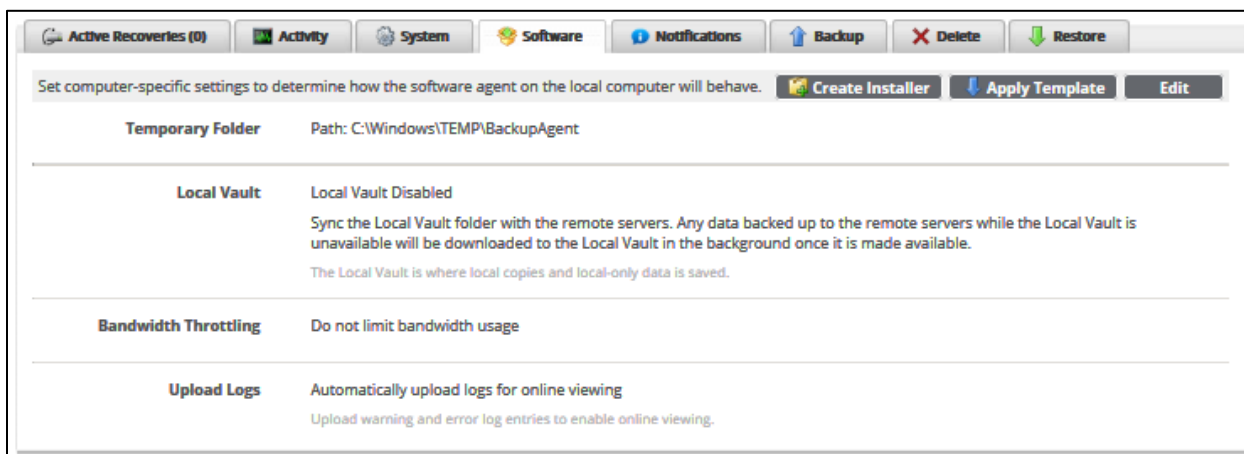 Active Recoveries (0) Activity System Software Notifications Backup Delete Restore
Set computer-specific settings to determine how the software agent on the local computer will behave. Create Installer Apply Template Edit
Temporary Folder Path: C:\Windows\TEMP\BackupAgent
Local Vault Local Vault Disabled
Sync the Local Vault folder with the remote servers. Any data backed up to the remote servers while the Local Vault is
unavailable will be downloaded to the Local Vault in the background once it is made available.
The Local Vault is where local copies and local-only data is saved.
Bandwidth Throttling Do not limit bandwidth usage
Upload Logs Automatically upload logs for online viewing
Upload warning and error log entries to enable online viewing.